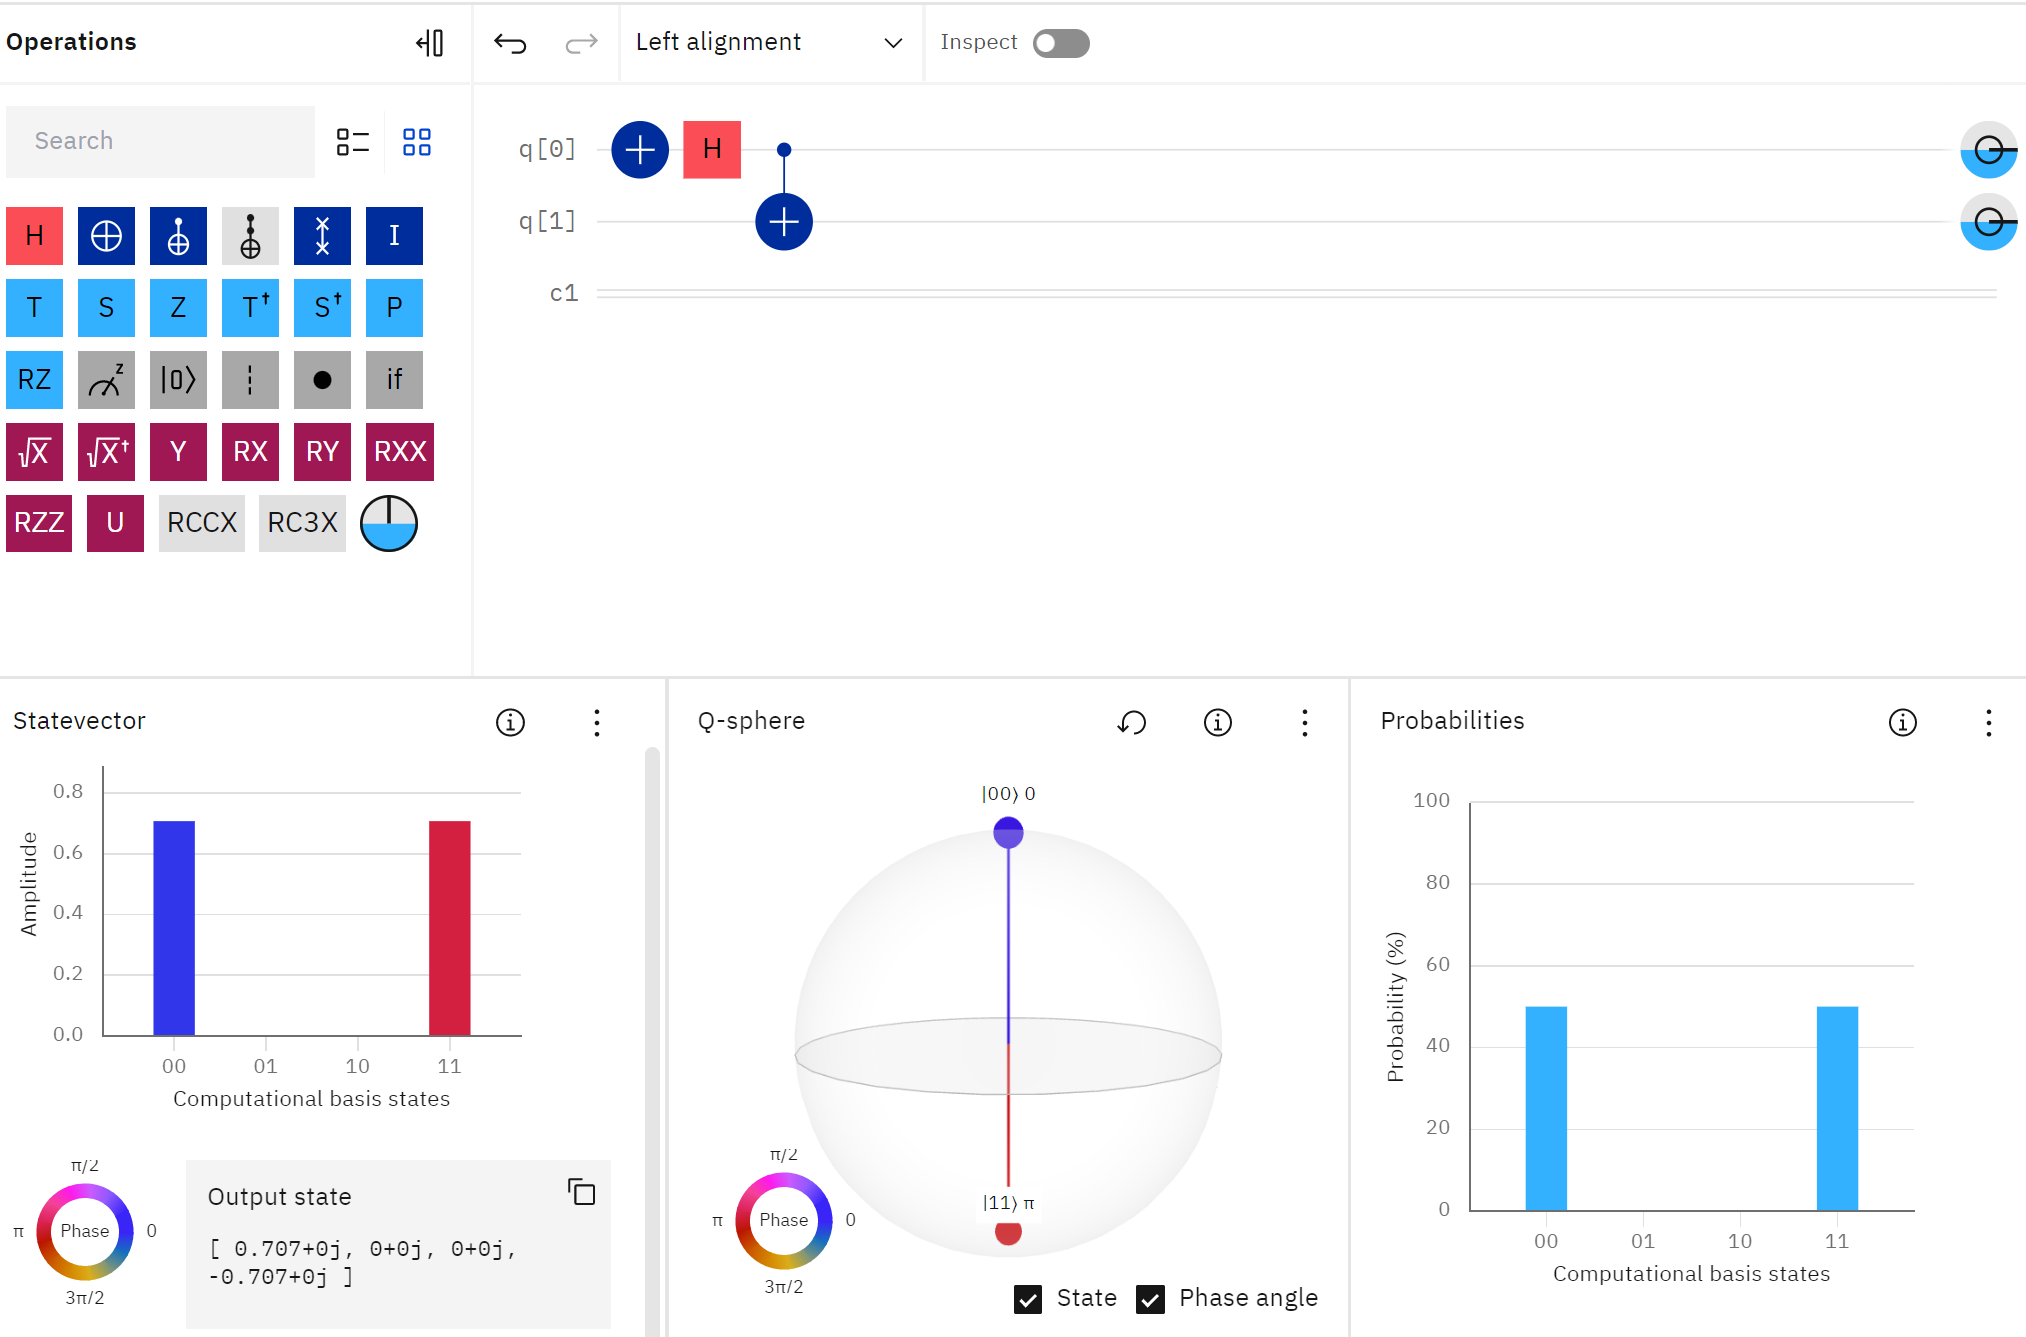 Operations
Left alignment
Inspect
Search
H
I
T S Z T† S† P
RZ z |0⟩ if
√X √X† Y RX RY RXX
RZZ U RCCX RC3X
q[0]
H
q[1]
c1
Statevector
0.8
0.6
0.4
0.2
0.0
Amplitude
00 01 10 11
Computational basis states
π/2
π Phase 0
3π/2
Output state
[ 0.707+0j, 0+0j, 0+0j,
-0.707+0j ]
Q-sphere
|00⟩ 0
|11⟩ π
π/2
π Phase 0
3π/2
State Phase angle
Probabilities
100
80
60
40
20
0
Probability (%)
00 01 10 11
Computational basis states